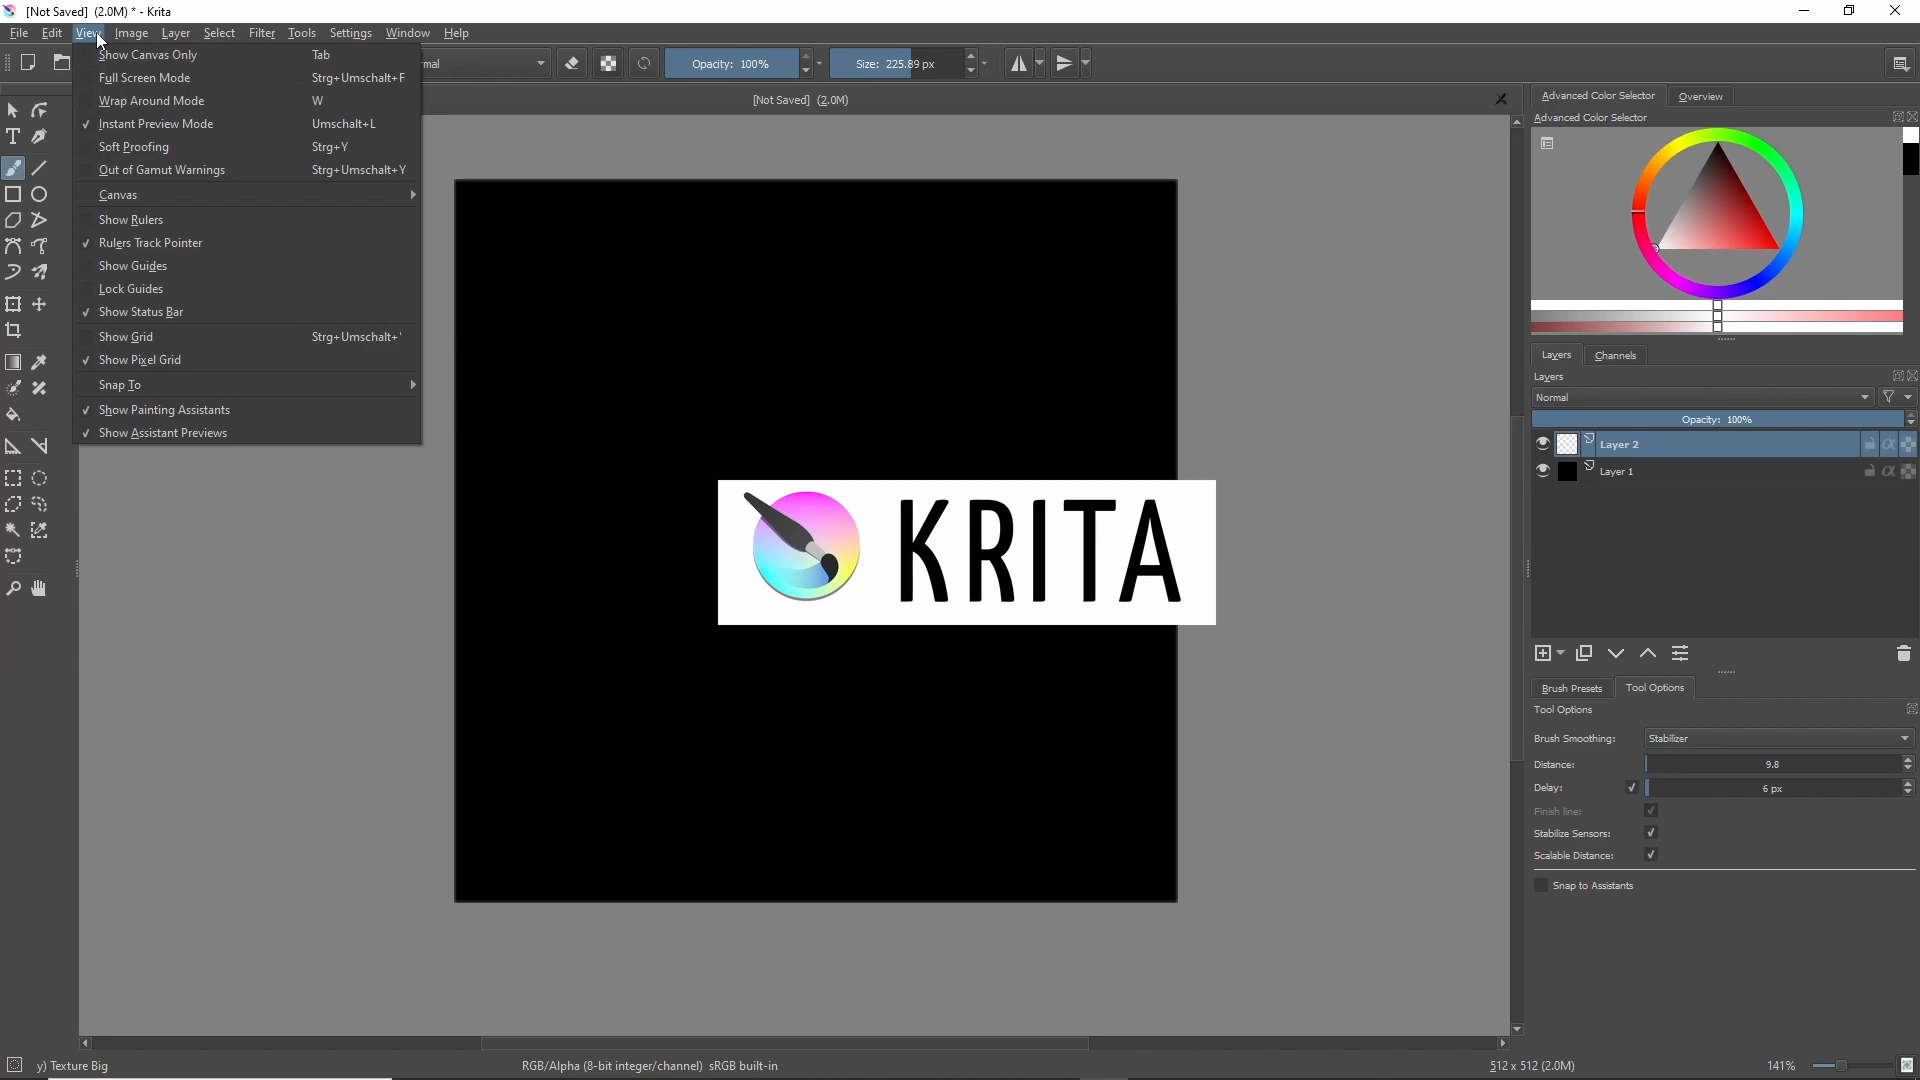 [Not Saved] (2.0M) * - Krita
File Edit View Image Layer Select Filter Tools Settings Window Help
Show Canvas Only Tab
Full Screen Mode Strg+Umschalt+F
Wrap Around Mode W
Instant Preview Mode Umschalt+L
Soft Proofing Strg+Y
Out of Gamut Warnings Strg+Umschalt+Y
Canvas
Show Rulers
Rulers Track Pointer
Show Guides
Lock Guides
Show Status Bar
Show Grid Strg+Umschalt+'
Show Pixel Grid
Snap To
Show Painting Assistants
Show Assistant Previews
mal
Opacity: 100%
Size: 225.89 px
[Not Saved] (2.0M)
KRITA
Advanced Color Selector Overview
Advanced Color Selector
Layers Channels
Layers
Normal
Opacity: 100%
Layer 2
Layer 1
Brush Presets Tool Options
Tool Options
Brush Smoothing: Stabilizer
Distance: 9.8
Delay: 6 px
Finish line:
Stabilize Sensors:
Scalable Distance:
Snap to Assistants
y) Texture Big
RGB/Alpha (8-bit integer/channel) sRGB built-in
512 x 512 (2.0M)
141%